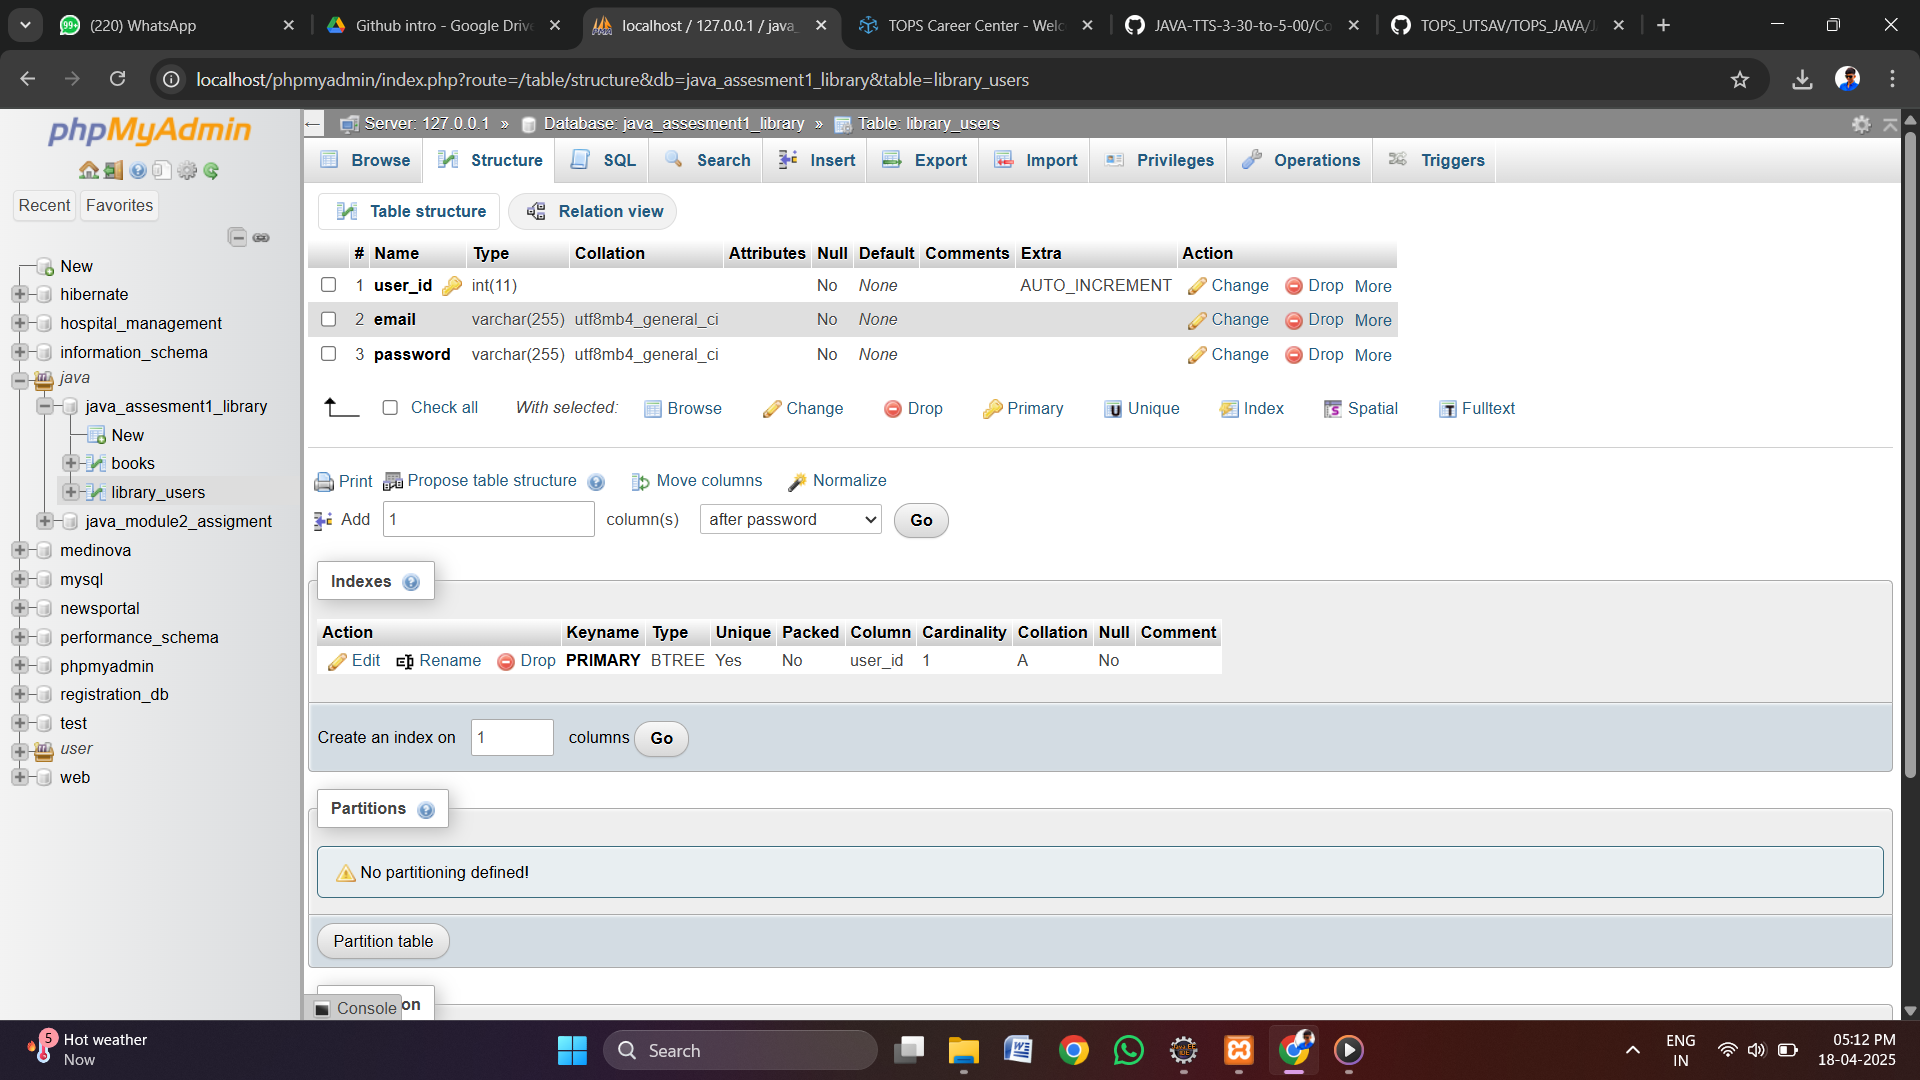 (220) WhatsApp
Github intro - Google Drive
localhost / 127.0.0.1 / java_
TOPS Career Center - Welc
JAVA-TTS-3-30-to-5-00/Co
TOPS_UTSAV/TOPS_JAVA/J
localhost/phpmyadmin/index.php?route=/table/structure&db=java_assesment1_library&table=library_users
phpMyAdmin
Recent Favorites
New
hibernate
hospital_management
information_schema
java
java_assesment1_library
New
books
library_users
java_module2_assigment
medinova
mysql
newsportal
performance_schema
phpmyadmin
registration_db
test
user
web
Server: 127.0.0.1 » Database: java_assesment1_library » Table: library_users
Browse Structure SQL Search Insert Export Import Privileges Operations Triggers
Table structure Relation view
# Name Type Collation Attributes Null Default Comments Extra Action
1 user_id int(11) No None AUTO_INCREMENT Change Drop More
2 email varchar(255) utf8mb4_general_ci No None Change Drop More
3 password varchar(255) utf8mb4_general_ci No None Change Drop More
Check all With selected: Browse Change Drop Primary U Unique Index S Spatial T Fulltext
Print Propose table structure Move columns Normalize
Add 1 column(s) after password Go
Indexes
Action Keyname Type Unique Packed Column Cardinality Collation Null Comment
Edit Rename Drop PRIMARY BTREE Yes No user_id 1 A No
Create an index on 1 columns Go
Partitions
No partitioning defined!
Partition table
Console on
5 Hot weather
Now
Search
ENG
IN
05:12 PM
18-04-2025